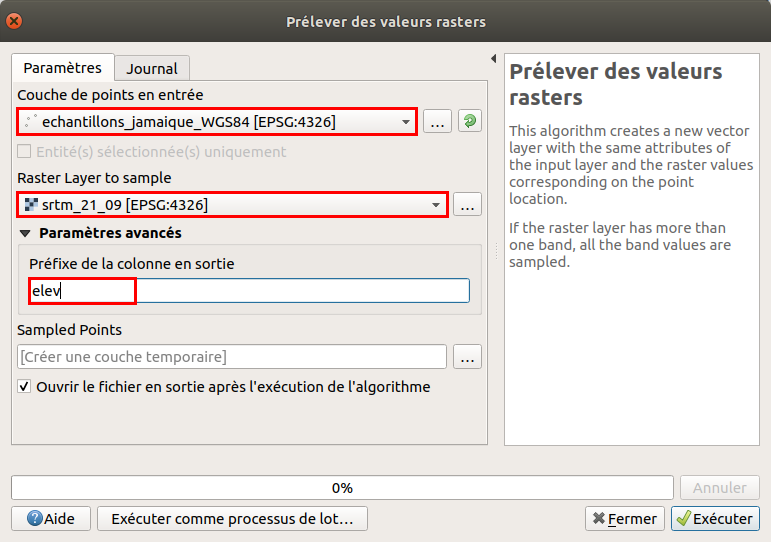 Prélever des valeurs rasters
Paramètres
Journal
Couche de points en entrée
echantillons_jamaique_WGS84 [EPSG:4326]
...
Entité(s) sélectionnée(s) uniquement
Raster Layer to sample
srtm_21_09 [EPSG:4326]
...
Paramètres avancés
Préfixe de la colonne en sortie
elev
Sampled Points
[Créer une couche temporaire]
...
Ouvrir le fichier en sortie après l'exécution de l'algorithme
Prélever des valeurs
rasters
This algorithm creates a new vector
layer with the same attributes of
the input layer and the raster values
corresponding on the point
location.
If the raster layer has more than
one band, all the band values are
sampled.
0%
Annuler
Aide
Exécuter comme processus de lot...
Fermer
Exécuter